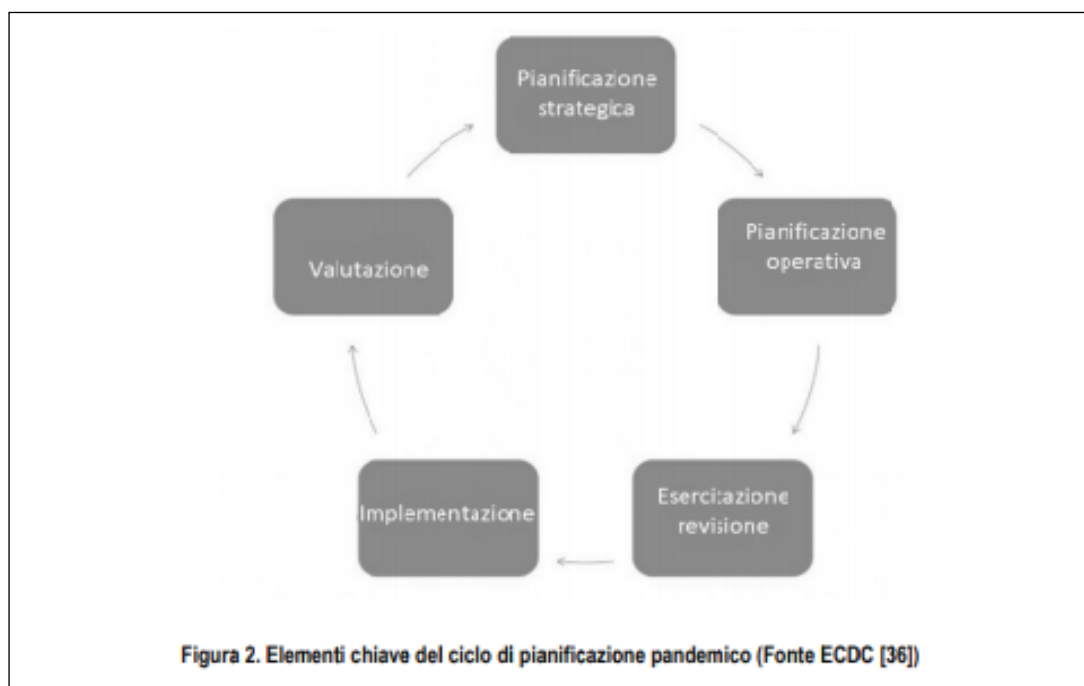 Pianificazione
strategica
Pianificazione
operativa
Esercitazione
revisione
Implementazione
Valutazione
Figura 2. Elementi chiave del ciclo di pianificazione pandemico (Fonte ECDC [36])